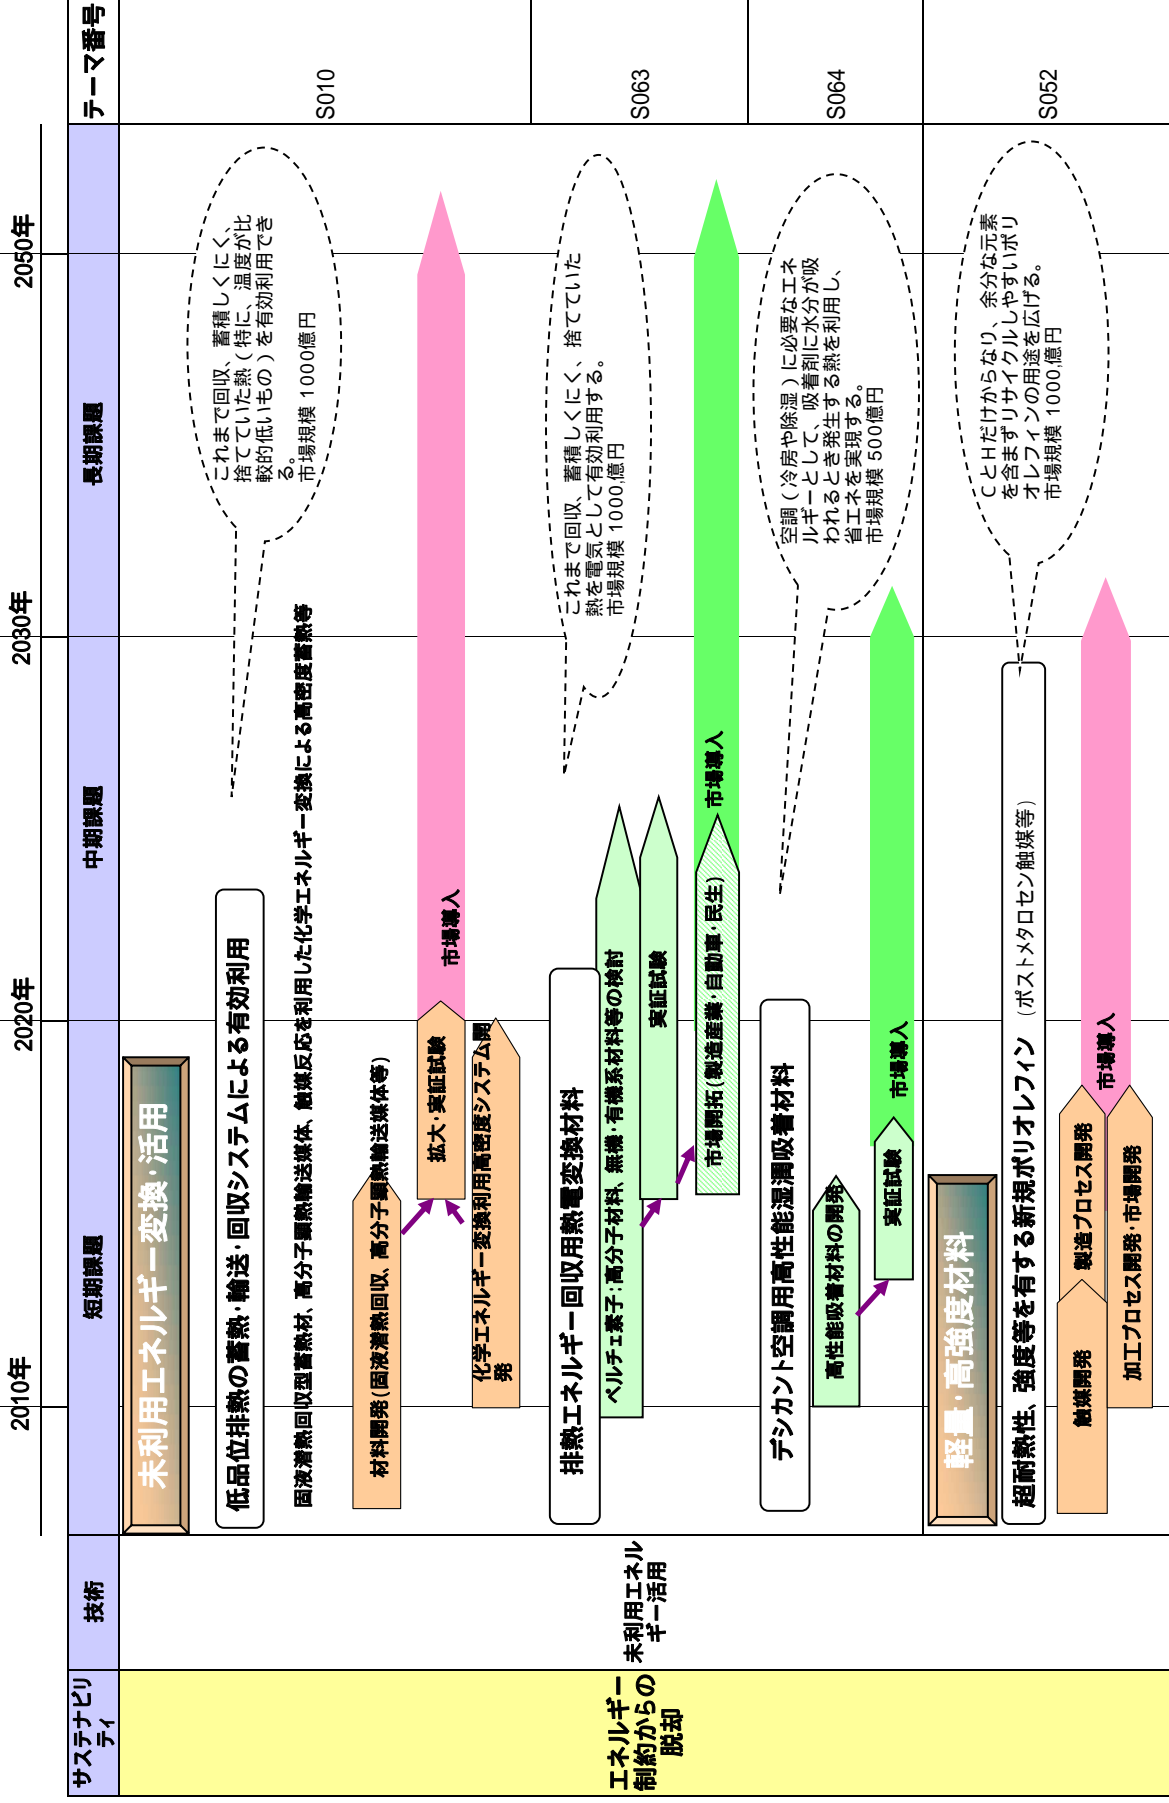 2010年
2020年
2030年
2050年
サステナビリ
ティ
技術
短期課題
中期課題
長期課題
テーマ番号
エネルギー
制約からの
脱却
未利用エネル
ギー活用
未利用エネルギー変換・活用
低品位排熱の蓄熱・輸送・回収システムによる有効利用
固液潜熱回収型蓄熱材、高分子顕熱輸送媒体、触媒反応を利用した化学エネルギー変換による高密度蓄熱等
材料開発(固液潜熱回収、高分子顕熱輸送媒体等)
拡大・実証試験
市場導入
化学エネルギー変換利用高密度システム開
発
これまで回収、蓄積しくにく、
捨てていた熱(特に、温度が比
較的低いもの)を有効利用でき
る。
市場規模 1000億円
S010
排熱エネルギー回収用熱電変換材料
ペルチェ素子:高分子材料、無機・有機系材料等の検討
実証試験
市場開拓(製造産業・自動車・民生)
市場導入
これまで回収、蓄積しくにく、捨てていた
熱を電気として有効利用する。
市場規模 1000,億円
S063
デシカント空調用高性能湿潤吸着材料
高性能吸着材料の開発
実証試験
市場導入
空調(冷房や除湿)に必要なエネ
ルギーとして、吸着剤に水分が吸
われるとき発生する熱を利用し、
省エネを実現する。
市場規模 500億円
S064
軽量・高強度材料
超耐熱性、強度等を有する新規ポリオレフィン (ポストメタロセン触媒等)
触媒開発
製造プロセス開発
市場導入
加工プロセス開発・市場開発
CとHだけからなり、余分な元素
を含まずリサイクルしやすいポリ
オレフィンの用途を広げる。
市場規模 1000,億円
S052